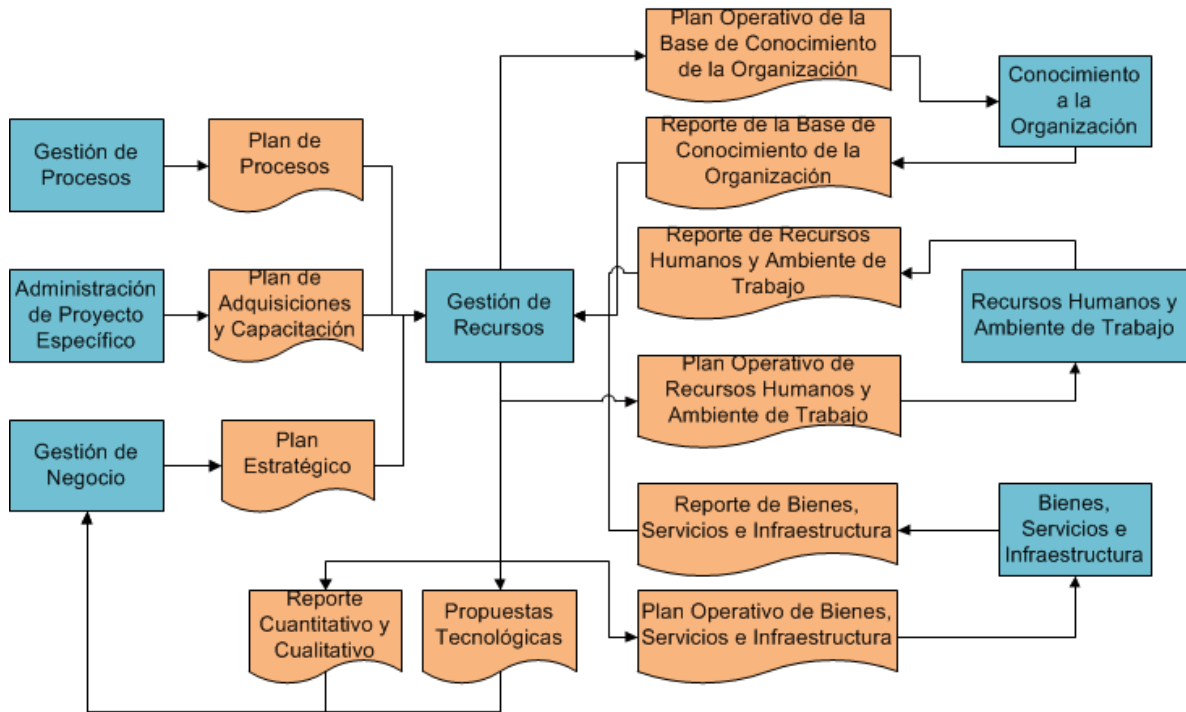 Plan Operativo de la
Base de Conocimiento
de la Organización
Conocimiento
a la
Organización
Gestión de
Procesos
Plan de
Procesos
Reporte de la Base de
Conocimiento de la
Organización
Administración
de Proyecto
Específico
Plan de
Adquisiciones
y Capacitación
Gestión de
Recursos
Reporte de Recursos
Humanos y Ambiente de
Trabajo
Recursos Humanos y
Ambiente de Trabajo
Plan Operativo de
Recursos Humanos y
Ambiente de Trabajo
Gestión de
Negocio
Plan
Estratégico
Reporte de Bienes,
Servicios e Infraestructura
Bienes,
Servicios e
Infraestructura
Reporte
Cuantitativo y
Cualitativo
Propuestas
Tecnológicas
Plan Operativo de Bienes,
Servicios e Infraestructura